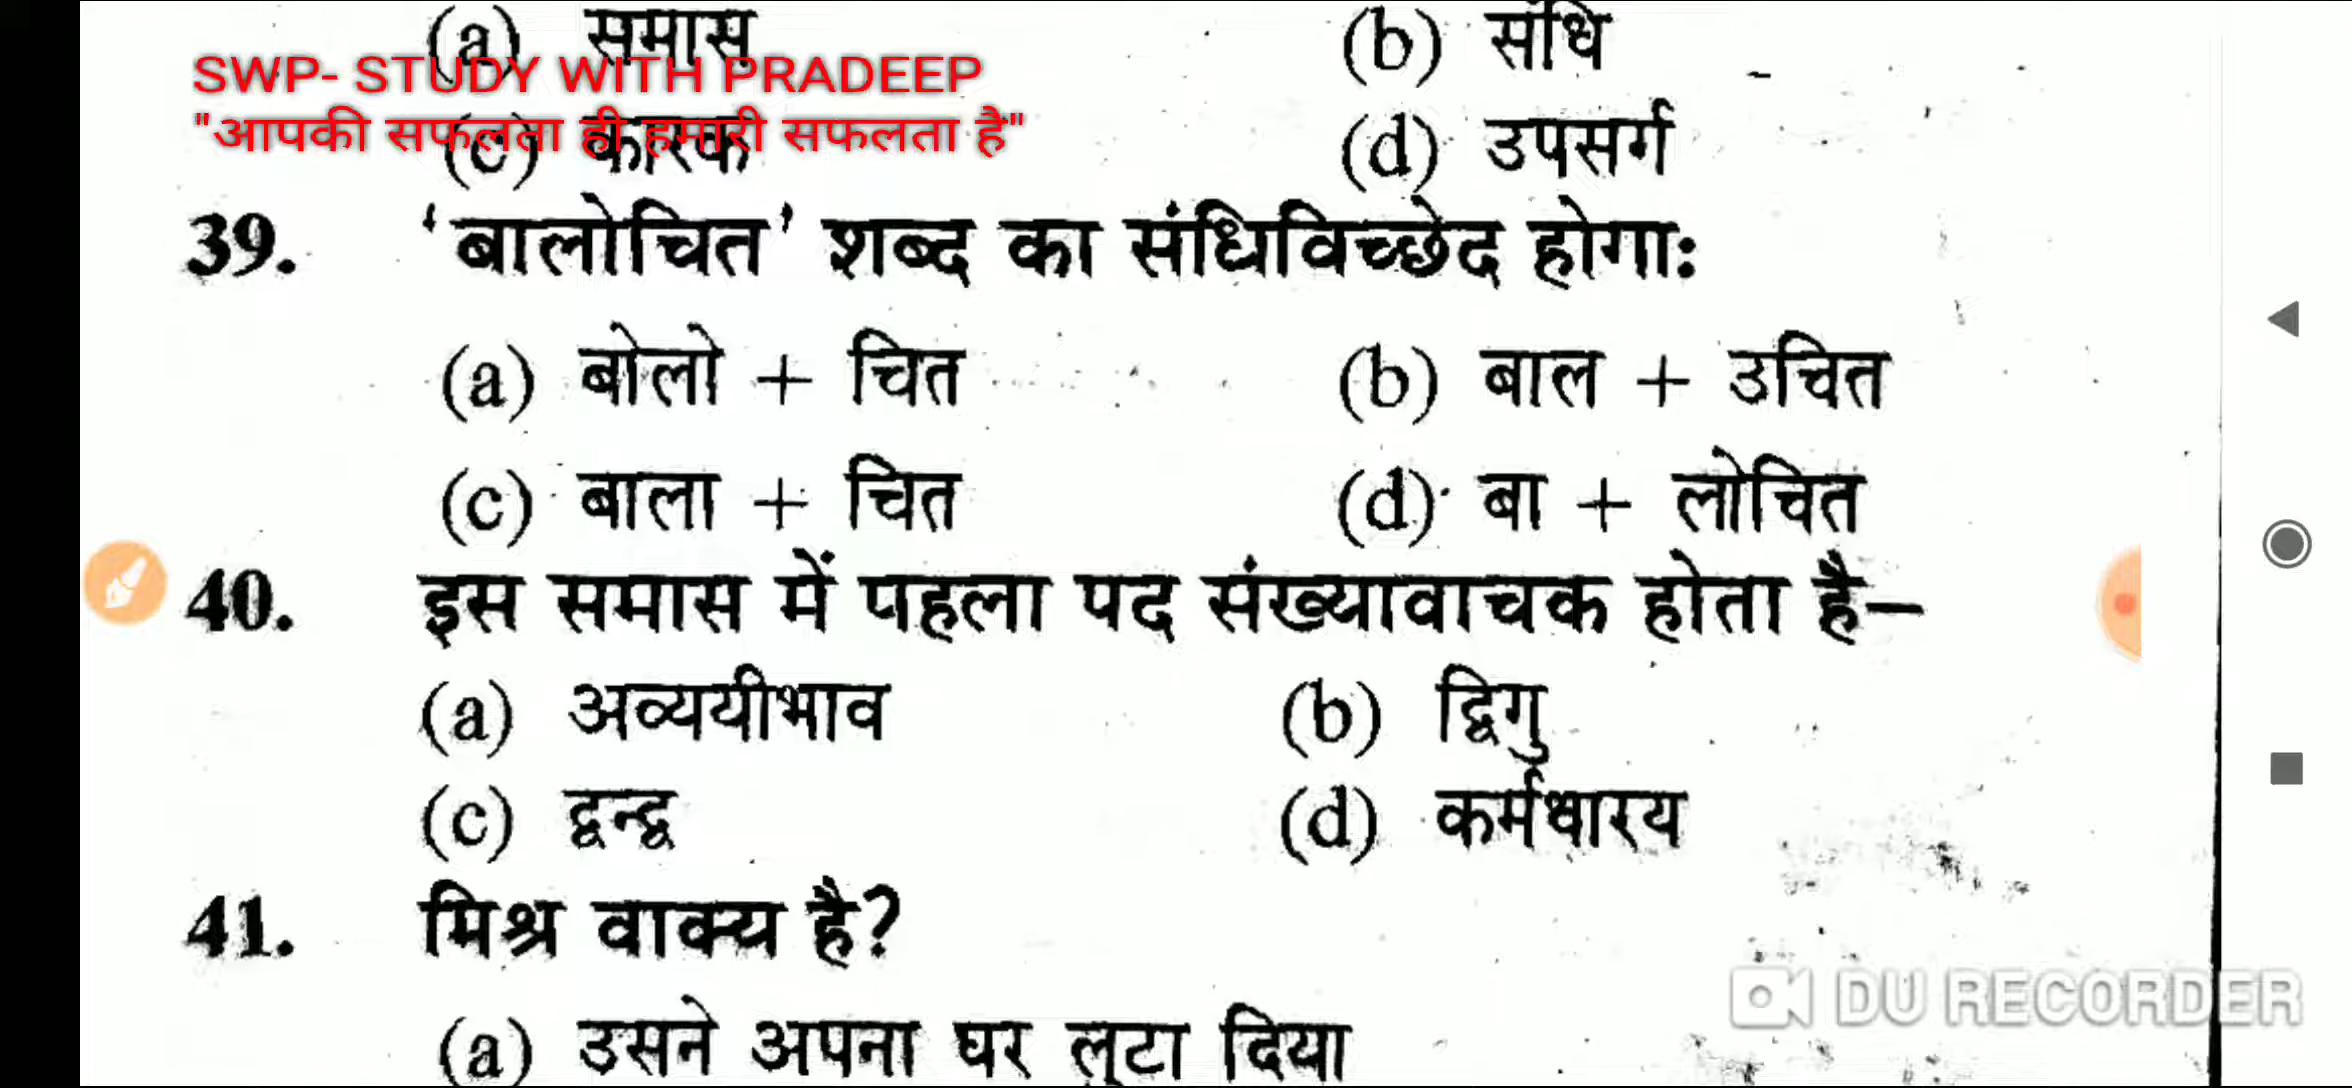 (a) समास (b) संधि
SWP- STUDY WITH PRADEEP
"आपकी सफलता ही हमारी सफलता है"
(c) कारक (d) उपसर्ग
39. 'बालोचित' शब्द का संधिविच्छेद होगाः
(a) बोलो + चित (b) बाल + उचित
(c) बाला + चित (d) बा + लोचित
40. इस समास में पहला पद संख्यावाचक होता है—
(a) अव्ययीभाव (b) द्विगु
(c) द्वन्द्व (d) कर्मधारय
41. मिश्र वाक्य है?
(a) उसने अपना घर लुटा दिया
DU RECORDER